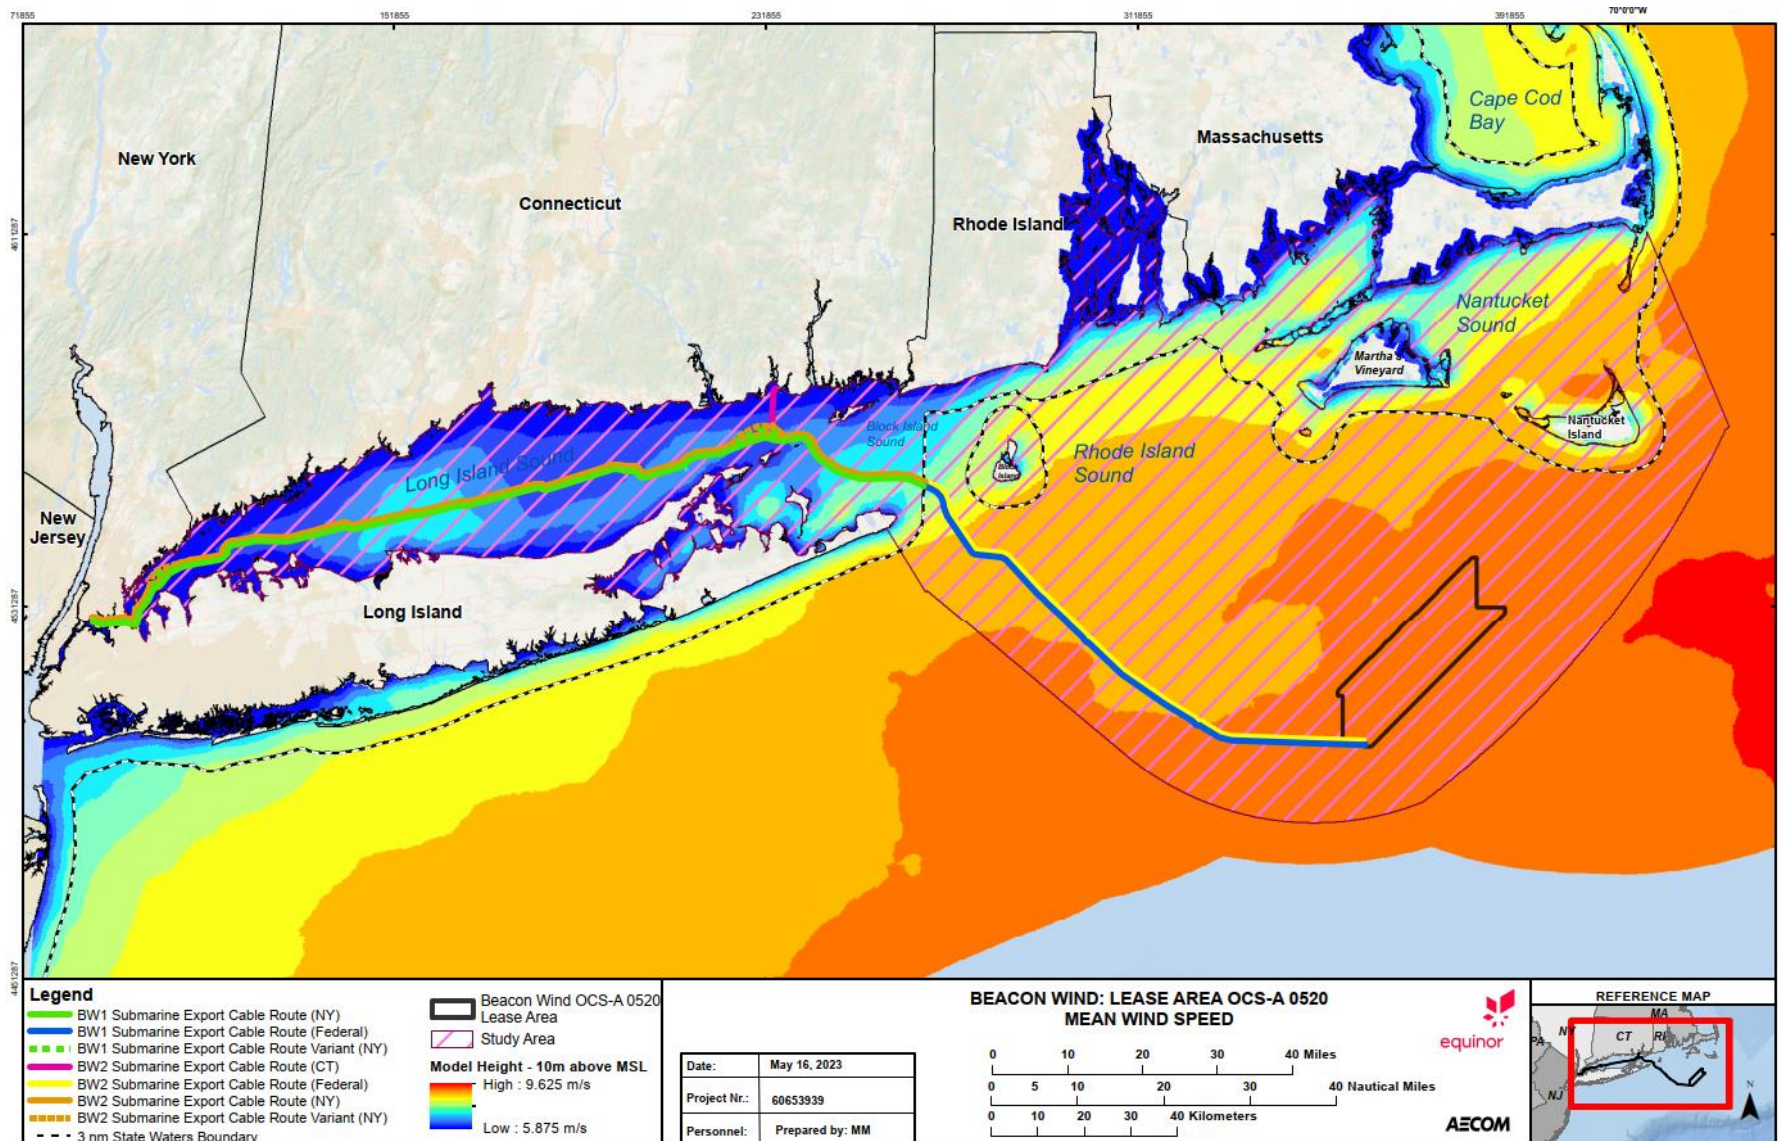 71855
151855
231855
311855
391855
70°0'0"W
4611287
4531287
4451287
New York
Connecticut
Rhode Island
Massachusetts
Cape Cod
Bay
Nantucket
Sound
Martha's
Vineyard
Nantucket
Island
Block Island
Sound
Rhode Island
Sound
Block
Island
Long Island Sound
New
Jersey
Long Island
Legend
BW1 Submarine Export Cable Route (NY)
BW1 Submarine Export Cable Route (Federal)
BW1 Submarine Export Cable Route Variant (NY)
BW2 Submarine Export Cable Route (CT)
BW2 Submarine Export Cable Route (Federal)
BW2 Submarine Export Cable Route (NY)
BW2 Submarine Export Cable Route Variant (NY)
3 nm State Waters Boundary
Beacon Wind OCS-A 0520
Lease Area
Study Area
Model Height - 10m above MSL
High : 9.625 m/s
Low : 5.875 m/s
Date: May 16, 2023
Project Nr.: 60653939
Personnel: Prepared by: MM
BEACON WIND: LEASE AREA OCS-A 0520
MEAN WIND SPEED
0 10 20 30 40 Miles
0 5 10 20 30 40 Nautical Miles
0 10 20 30 40 Kilometers
equinor
AECOM
REFERENCE MAP
NY
MA
CT
RI
PA
NJ
N